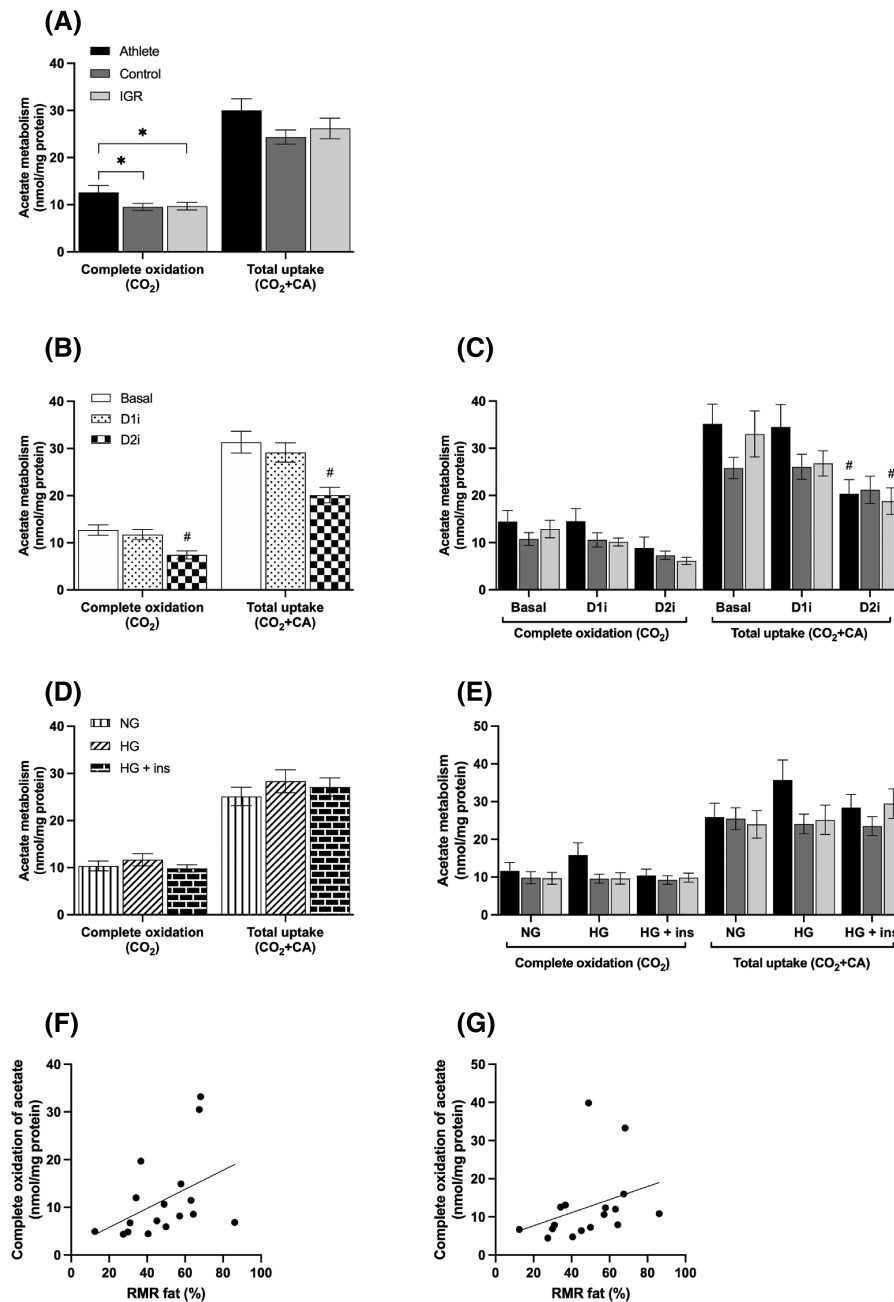 (A)
Athlete
Control
IGR
Acetate metabolism
(nmol/mg protein)
40
30
20
10
0
*
*
Complete oxidation
(CO₂)
Total uptake
(CO₂+CA)
(B)
Basal
D1i
D2i
Acetate metabolism
(nmol/mg protein)
40
30
20
10
0
#
#
Complete oxidation
(CO₂)
Total uptake
(CO₂+CA)
(C)
Acetate metabolism
(nmol/mg protein)
40
30
20
10
0
# #
Basal D1i D2i Basal D1i D2i
Complete oxidation (CO₂) Total uptake (CO₂+CA)
(D)
NG
HG
HG + ins
Acetate metabolism
(nmol/mg protein)
40
30
20
10
0
Complete oxidation
(CO₂)
Total uptake
(CO₂+CA)
(E)
Acetate metabolism
(nmol/mg protein)
50
40
30
20
10
0
NG HG HG + ins NG HG HG + ins
Complete oxidation (CO₂) Total uptake (CO₂+CA)
(F)
Complete oxidation of acetate
(nmol/mg protein)
40
30
20
10
0
0 20 40 60 80 100
RMR fat (%)
(G)
Complete oxidation of acetate
(nmol/mg protein)
50
40
30
20
10
0
0 20 40 60 80 100
RMR fat (%)